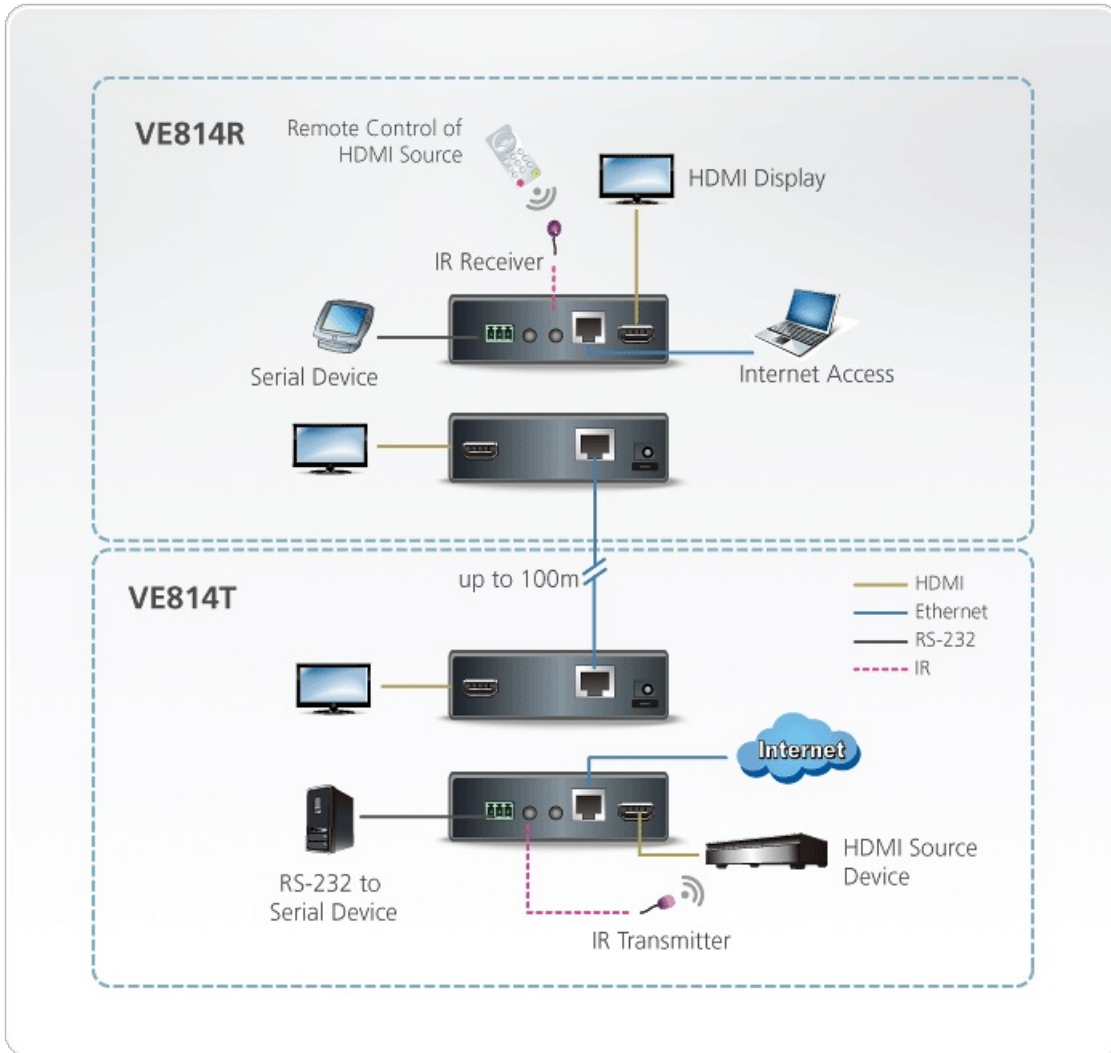 VE814R
Remote Control of
HDMI Source
HDMI Display
IR Receiver
Serial Device
Internet Access
up to 100m
VE814T
HDMI
Ethernet
RS-232
IR
Internet
RS-232 to
Serial Device
HDMI Source
Device
IR Transmitter